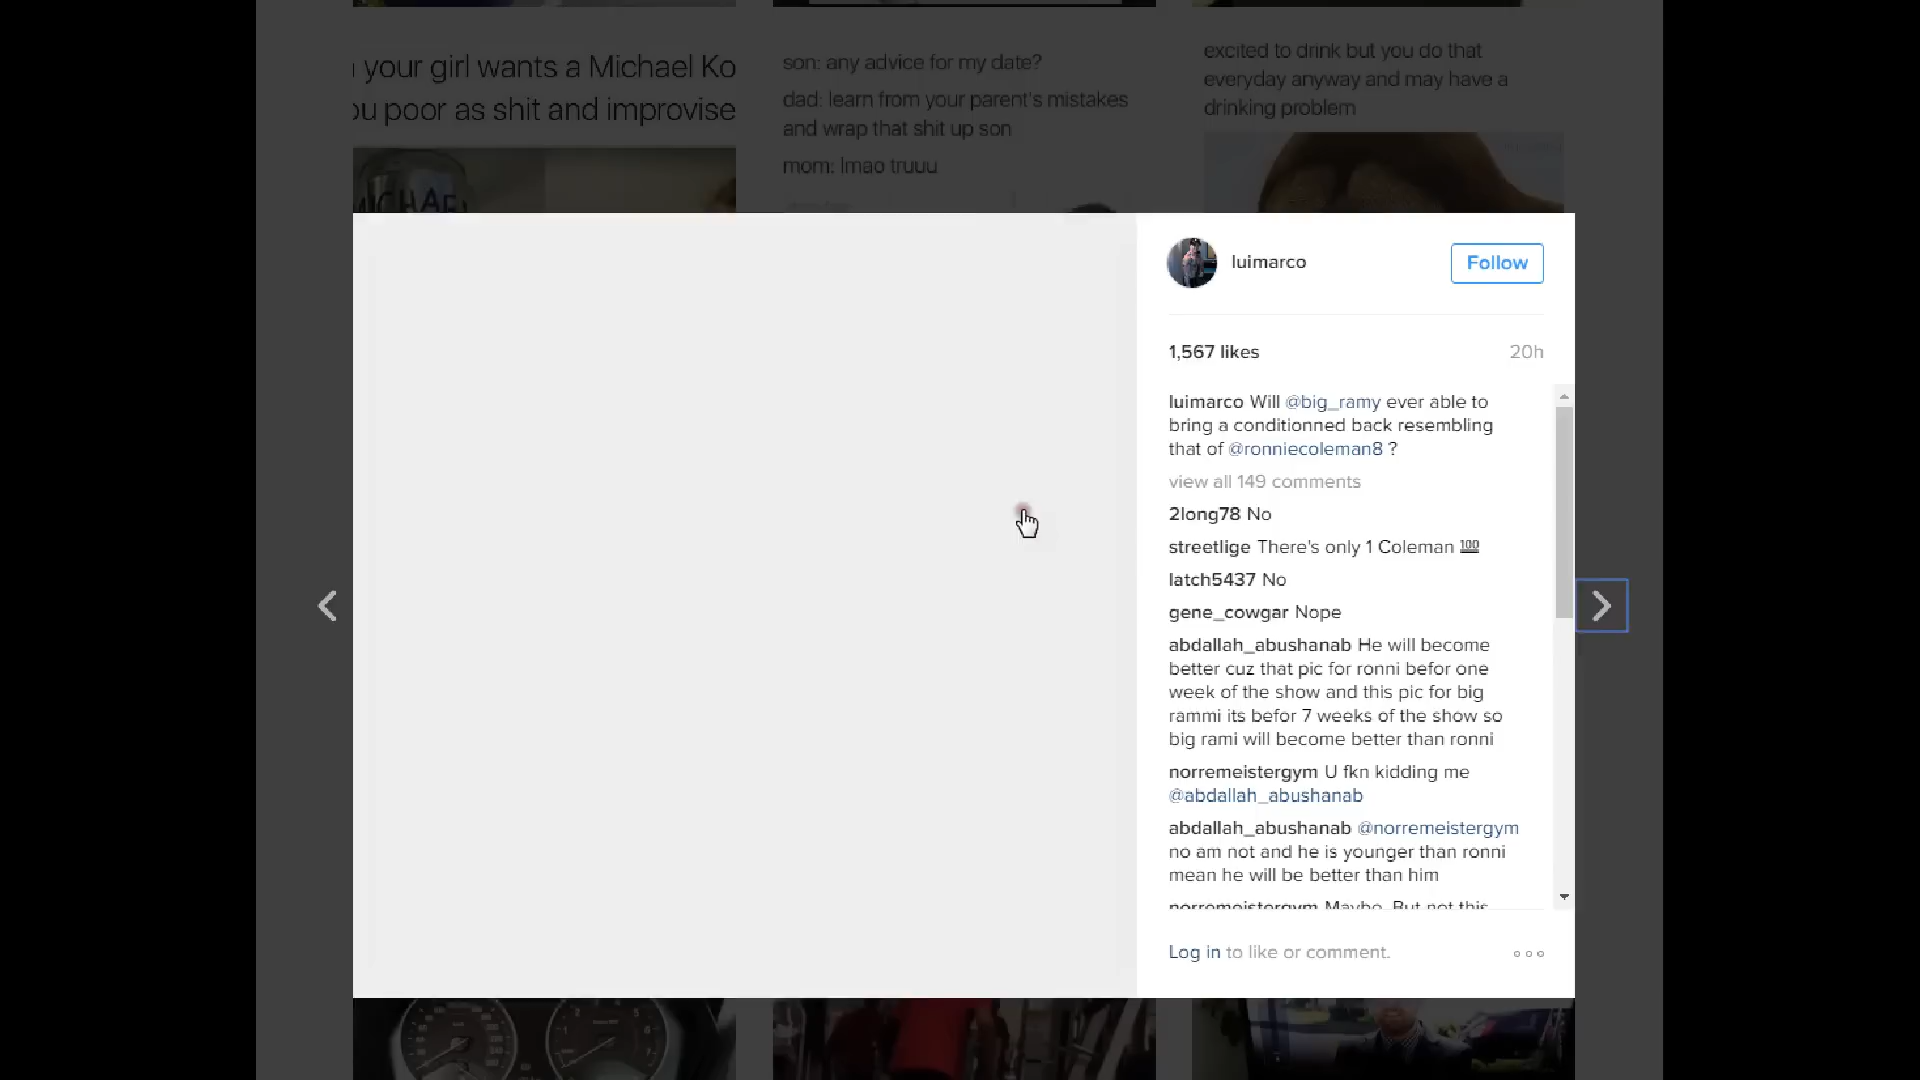 your girl wants a Michael Ko
ou poor as shit and improvise
son: any advice for my date?
dad: learn from your parent's mistakes
and wrap that shit up son
mom: lmao truuu
excited to drink but you do that
everyday anyway and may have a
drinking problem
MICHAEL
luimarco
Follow
1,567 likes
20h
luimarco Will @big_ramy ever able to
bring a conditionned back resembling
that of @ronniecoleman8 ?
view all 149 comments
2long78 No
streetlige There's only 1 Coleman 💯
latch5437 No
gene_cowgar Nope
abdallah_abushanab He will become
better cuz that pic for ronni befor one
week of the show and this pic for big
rammi its befor 7 weeks of the show so
big rami will become better than ronni
norremeistergym U fkn kidding me
@abdallah_abushanab
abdallah_abushanab @norremeistergym
no am not and he is younger than ronni
mean he will be better than him
norremeistergym Maybe. But not this
Log in to like or comment.